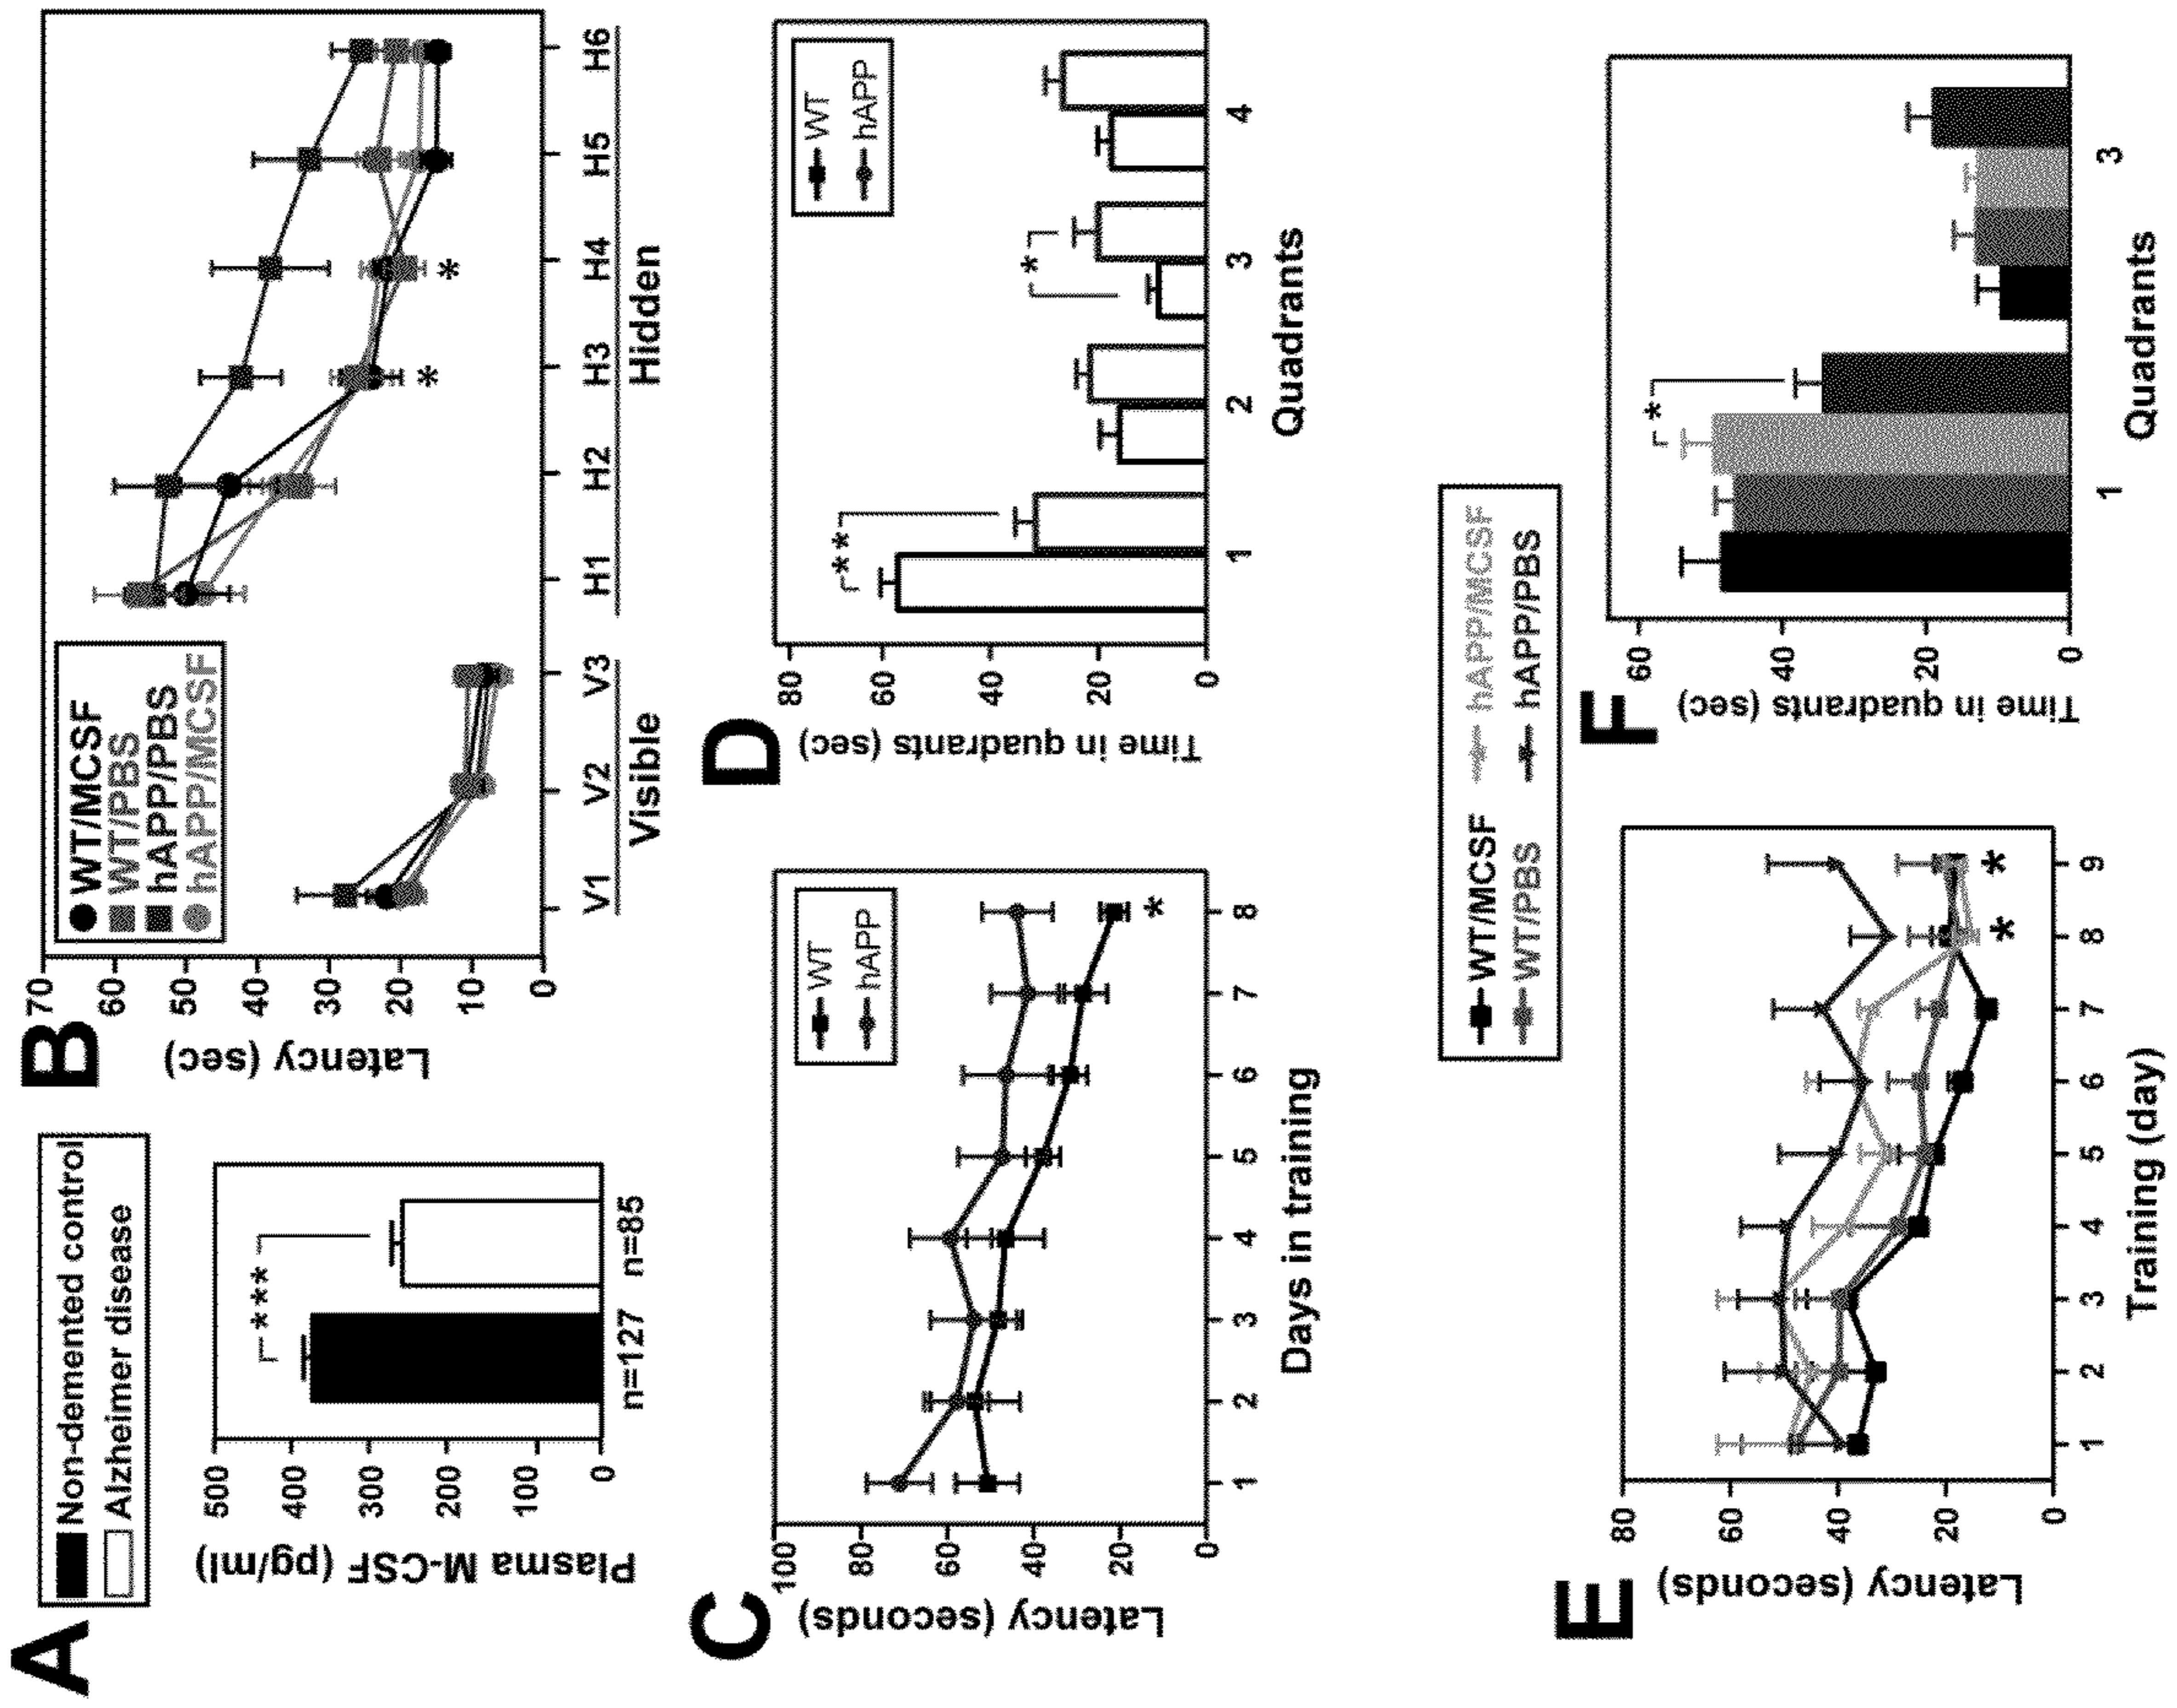 A
Non-demented control
Alzheimer disease
Plasma M-CSF (pg/ml)
500
400
300
200
100
0
***
n=127 n=85
B
WT/MCSF
WT/PBS
hAPP/PBS
hAPP/MCSF
Latency (sec)
70
60
50
40
30
20
10
0
* *
V1 V2 V3 H1 H2 H3 H4 H5 H6
Visible Hidden
C
WT
hAPP
Latency (seconds)
100
80
60
40
20
0
*
1 2 3 4 5 6 7 8
Days in training
D
WT
hAPP
Time in quadrants (sec)
80
60
40
20
0
**
*
1 2 3 4
Quadrants
WT/MCSF hAPP/MCSF
WT/PBS hAPP/PBS
E
Latency (seconds)
80
60
40
20
0
* *
1 2 3 4 5 6 7 8 9
Training (day)
F
Time in quadrants (sec)
60
40
20
0
*
1 3
Quadrants